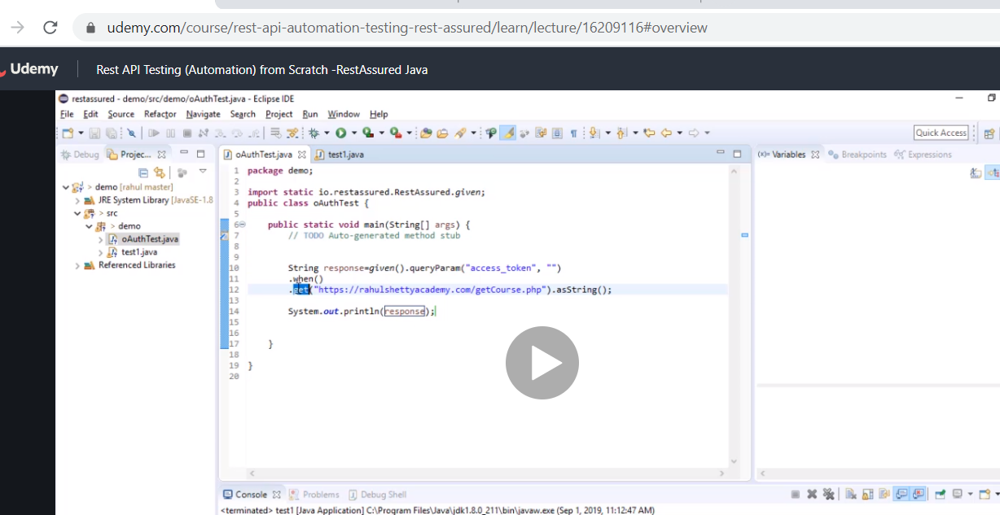 udemy.com/course/rest-api-automation-testing-rest-assured/learn/lecture/16209116#overview
Udemy Rest API Testing (Automation) from Scratch -RestAssured Java
restassured - demo/src/demo/oAuthTest.java - Eclipse IDE
File Edit Source Refactor Navigate Search Project Run Window Help
Quick Access
Debug Projec... oAuthTest.java test1.java (x)= Variables Breakpoints Expressions
> demo [rahul master]
JRE System Library [JavaSE-1.8
> src
> demo
oAuthTest.java
test1.java
Referenced Libraries
1 package demo;
2
3 import static io.restassured.RestAssured.given;
4 public class oAuthTest {
5
6 public static void main(String[] args) {
7 // TODO Auto-generated method stub
8
9
10 String response=given().queryParam("access_token", "")
11 .when()
12 .get("https://rahulshettyacademy.com/getCourse.php").asString();
13
14 System.out.println(response);
15
16
17 }
18
19 }
20
Console Problems Debug Shell
<terminated> test1 [Java Application] C:\Program Files\Java\jdk1.8.0_211\bin\javaw.exe (Sep 1, 2019, 11:12:47 AM)